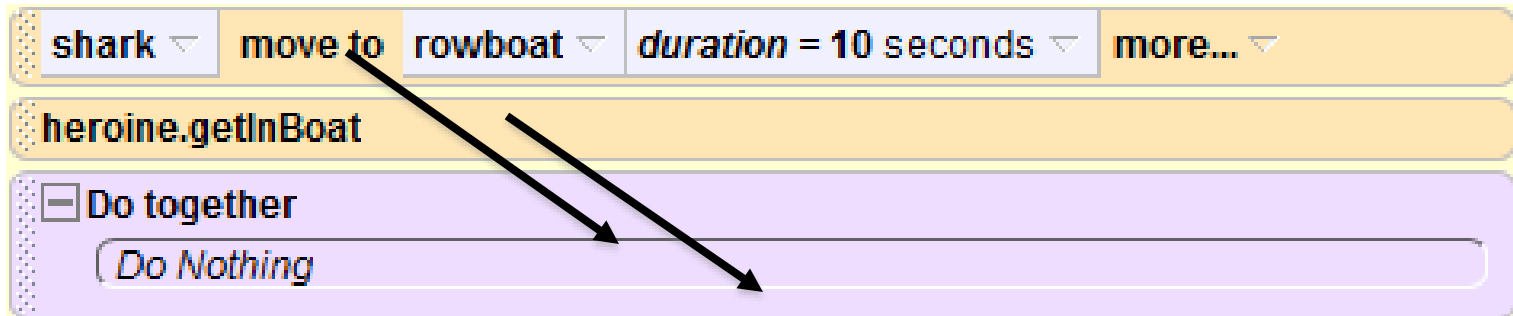 shark move to rowboat duration = 10 seconds more...
heroine.getInBoat
Do together
Do Nothing